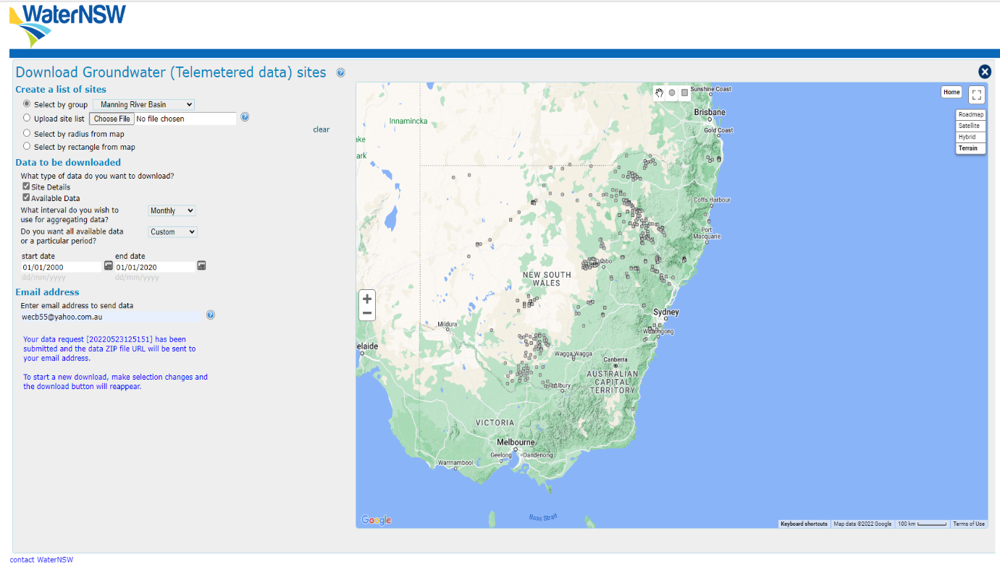 WaterNSW
Download Groundwater (Telemetered data) sites
Create a list of sites
Select by group Manning River Basin
Upload site list Choose File No file chosen
clear
Select by radius from map
Select by rectangle from map
Data to be downloaded
What type of data do you want to download?
Site Details
Available Data
What interval do you wish to
use for aggregating data?
Monthly
Do you want all available data
or a particular period?
Custom
start date end date
01/01/2000 01/01/2020
dd/mm/yyyy dd/mm/yyyy
Email address
Enter email address to send data
wecb55@yahoo.com.au
Your data request [20220523125151] has been
submitted and the data ZIP file URL will be sent to
your email address.
To start a new download, make selection changes and
the download button will reappear.
Sunshine Coast
Home
Brisbane
Roadmap
Innamincka
Satellite
Gold Coast
Hybrid
ake
Terrain
ark
Coffs Harbour
Port
Macquarie
bbo
NEW SOUTH
WALES
+
−
Sydney
Mildura
elaide
Wagga Wagga
Canberra
AUSTRALIAN
CAPITAL
TERRITORY
lbury
VICTORIA
Melbourne
Geelong
Dandenong
Warrnambool
Bass Strait
Google
Keyboard shortcuts Map data ©2022 Google 100 km Terms of Use
contact WaterNSW